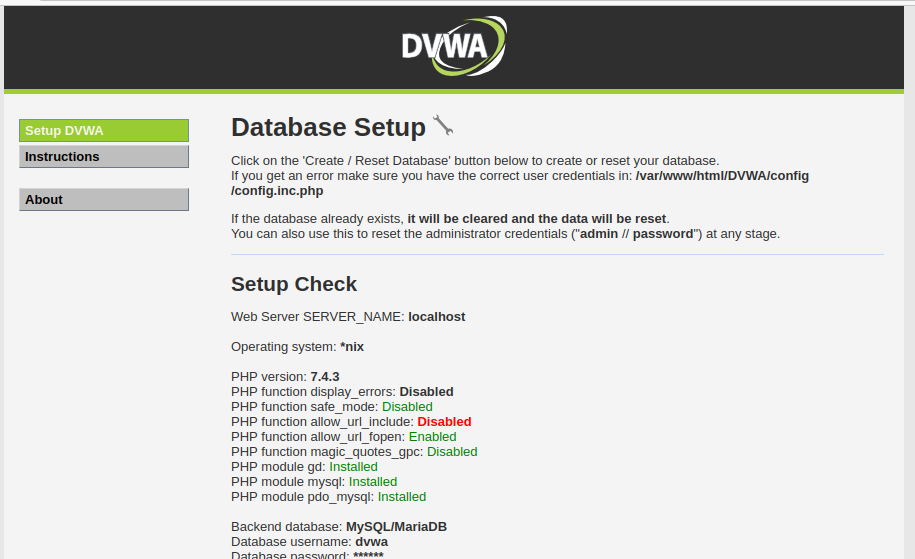 DVWA
Setup DVWA
Instructions
About
Database Setup
Click on the 'Create / Reset Database' button below to create or reset your database.
If you get an error make sure you have the correct user credentials in: /var/www/html/DVWA/config
/config.inc.php
If the database already exists, it will be cleared and the data will be reset.
You can also use this to reset the administrator credentials ("admin // password") at any stage.
Setup Check
Web Server SERVER_NAME: localhost
Operating system: *nix
PHP version: 7.4.3
PHP function display_errors: Disabled
PHP function safe_mode: Disabled
PHP function allow_url_include: Disabled
PHP function allow_url_fopen: Enabled
PHP function magic_quotes_gpc: Disabled
PHP module gd: Installed
PHP module mysql: Installed
PHP module pdo_mysql: Installed
Backend database: MySQL/MariaDB
Database username: dvwa
Database password: ******